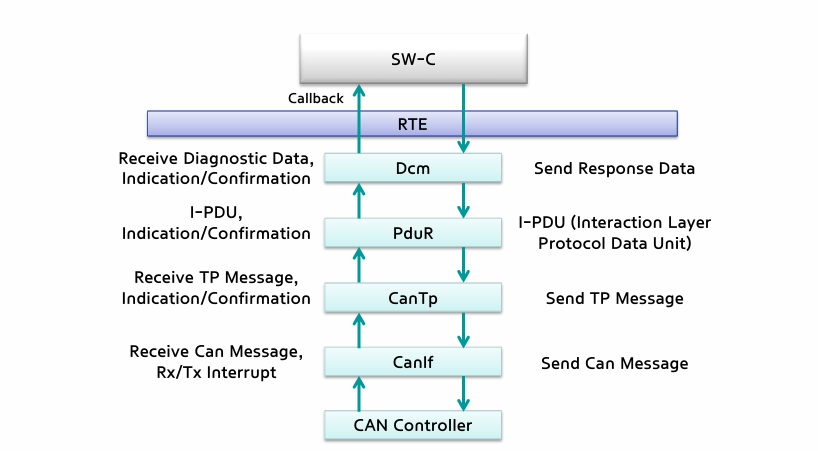 SW-C
Callback
RTE
Receive Diagnostic Data,
Indication/Confirmation
Dcm
Send Response Data
I-PDU,
Indication/Confirmation
PduR
I-PDU (Interaction Layer
Protocol Data Unit)
Receive TP Message,
Indication/Confirmation
CanTp
Send TP Message
Receive Can Message,
Rx/Tx Interrupt
CanIf
Send Can Message
CAN Controller